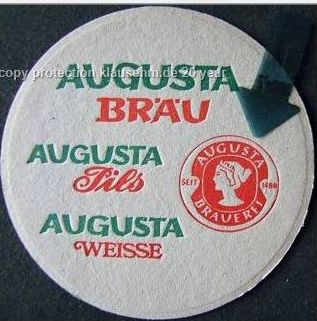 copy protection klausehm.de 20 year
AUGUSTA
BRÄU
AUGUSTA
Pils
AUGUSTA
WEISSE
AUGUSTA
SEIT 1488
BRAUEREI